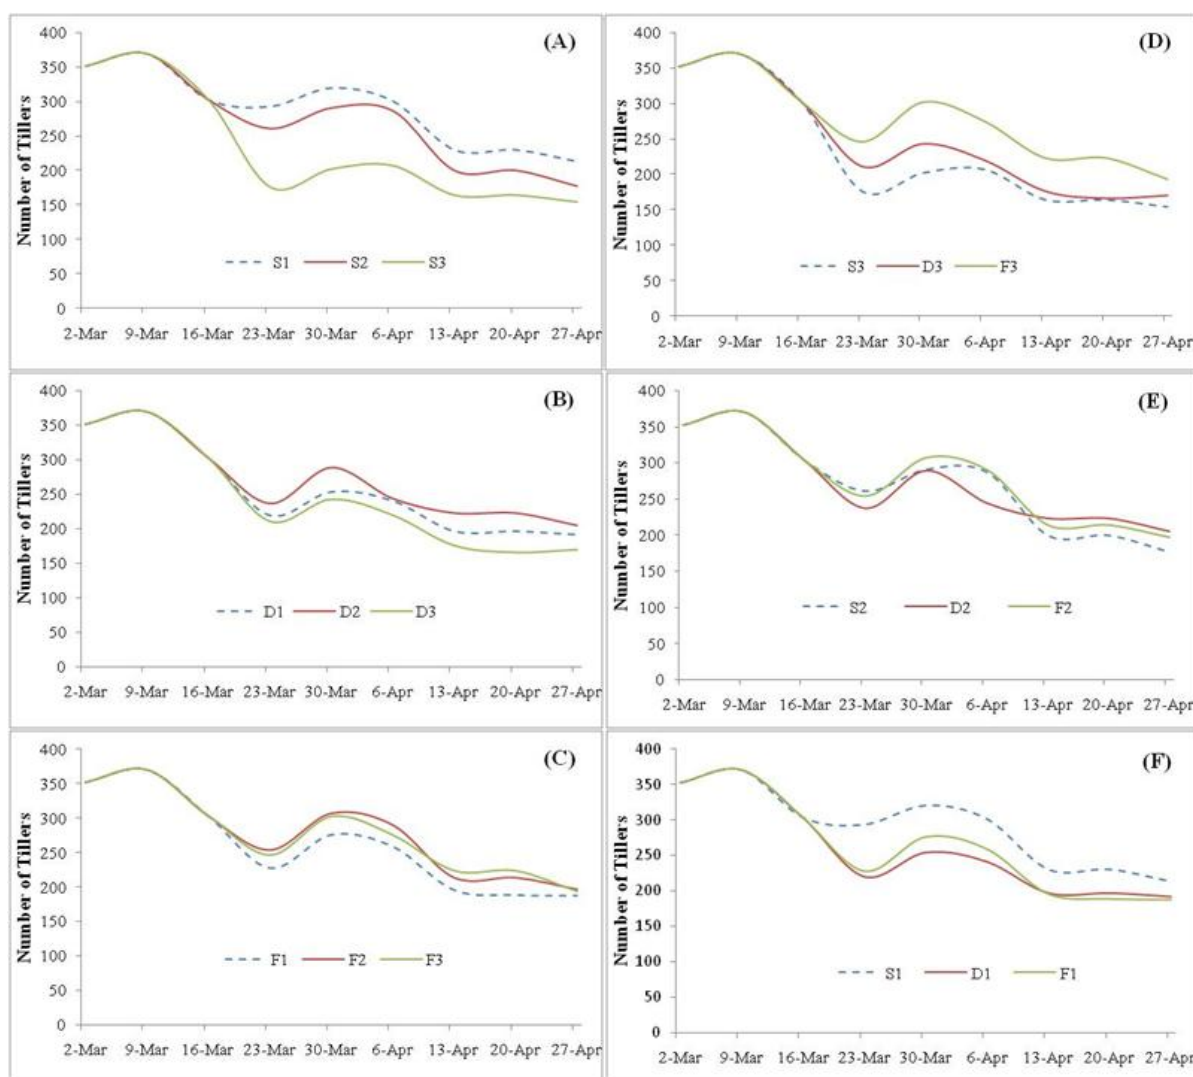 (A)
Number of Tillers
400
350
300
250
200
150
100
50
0
S1 S2 S3
2-Mar 9-Mar 16-Mar 23-Mar 30-Mar 6-Apr 13-Apr 20-Apr 27-Apr
(D)
Number of Tillers
400
350
300
250
200
150
100
50
0
S3 D3 F3
2-Mar 9-Mar 16-Mar 23-Mar 30-Mar 6-Apr 13-Apr 20-Apr 27-Apr
(B)
Number of Tillers
400
350
300
250
200
150
100
50
0
D1 D2 D3
2-Mar 9-Mar 16-Mar 23-Mar 30-Mar 6-Apr 13-Apr 20-Apr 27-Apr
(E)
Number of Tillers
400
350
300
250
200
150
100
50
0
S2 D2 F2
2-Mar 9-Mar 16-Mar 23-Mar 30-Mar 6-Apr 13-Apr 20-Apr 27-Apr
(C)
Number of Tillers
400
350
300
250
200
150
100
50
0
F1 F2 F3
2-Mar 9-Mar 16-Mar 23-Mar 30-Mar 6-Apr 13-Apr 20-Apr 27-Apr
(F)
Number of Tillers
400
350
300
250
200
150
100
50
0
S1 D1 F1
2-Mar 9-Mar 16-Mar 23-Mar 30-Mar 6-Apr 13-Apr 20-Apr 27-Apr